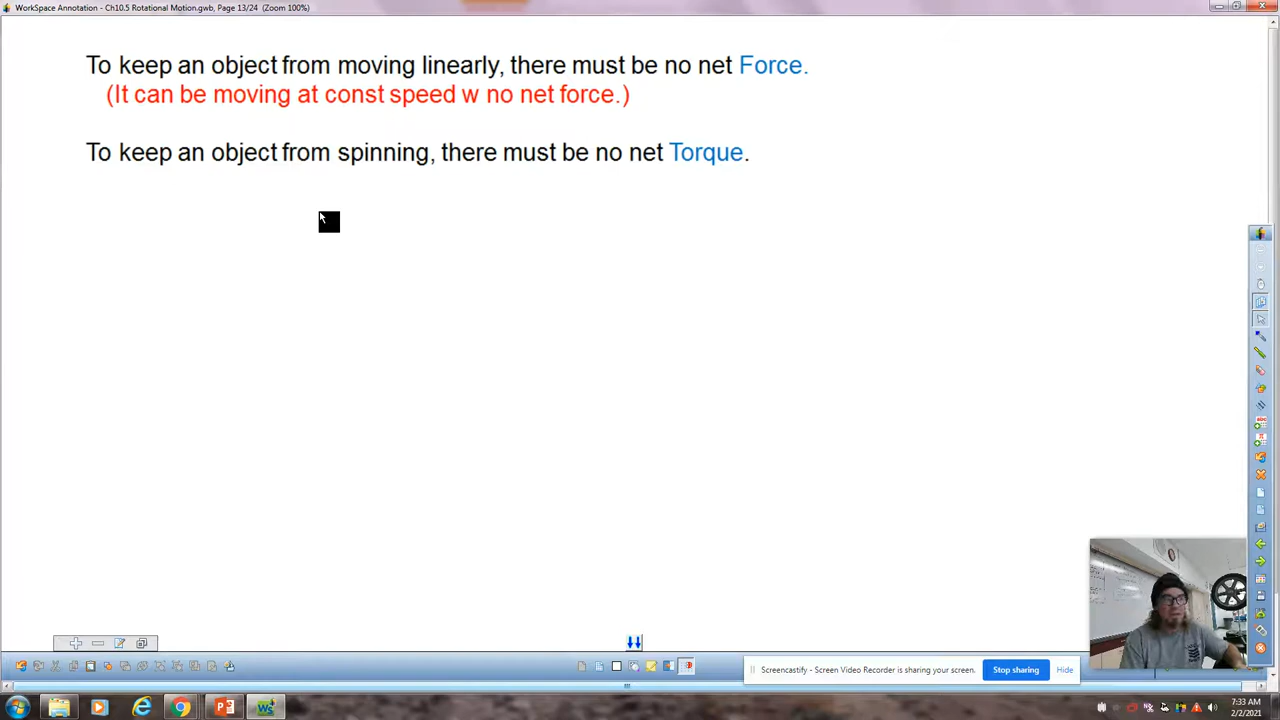 WorkSpace Annotation - Ch10.5 Rotational Motion.gwb, Page 13/24 (Zoom 100%)
To keep an object from moving linearly, there must be no net Force.
(It can be moving at const speed w no net force.)
To keep an object from spinning, there must be no net Torque.
Screencastify - Screen Video Recorder is sharing your screen.
Stop sharing
Hide
7:33 AM
2/2/2021